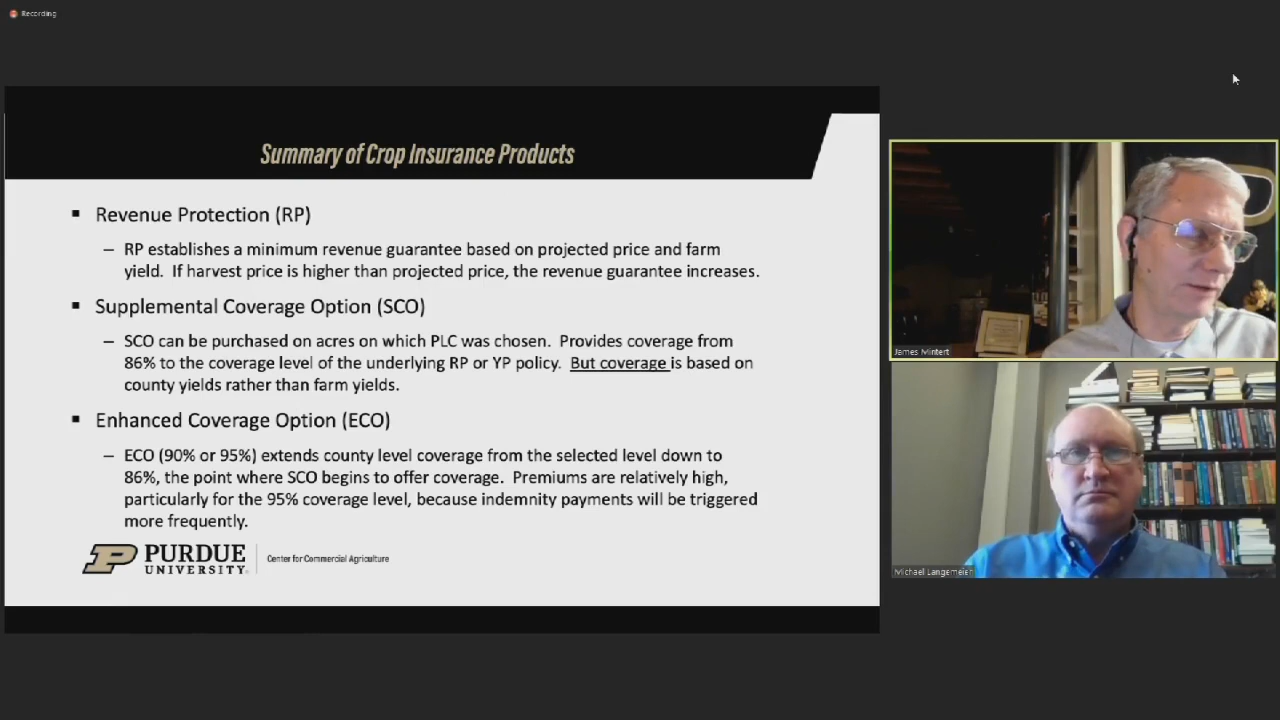 Recording
Summary of Crop Insurance Products
▪ Revenue Protection (RP)
– RP establishes a minimum revenue guarantee based on projected price and farm
yield. If harvest price is higher than projected price, the revenue guarantee increases.
▪ Supplemental Coverage Option (SCO)
– SCO can be purchased on acres on which PLC was chosen. Provides coverage from
86% to the coverage level of the underlying RP or YP policy. But coverage is based on
county yields rather than farm yields.
▪ Enhanced Coverage Option (ECO)
– ECO (90% or 95%) extends county level coverage from the selected level down to
86%, the point where SCO begins to offer coverage. Premiums are relatively high,
particularly for the 95% coverage level, because indemnity payments will be triggered
more frequently.
P PURDUE
UNIVERSITY
Center for Commercial Agriculture
James Mintert
Michael Langemeier